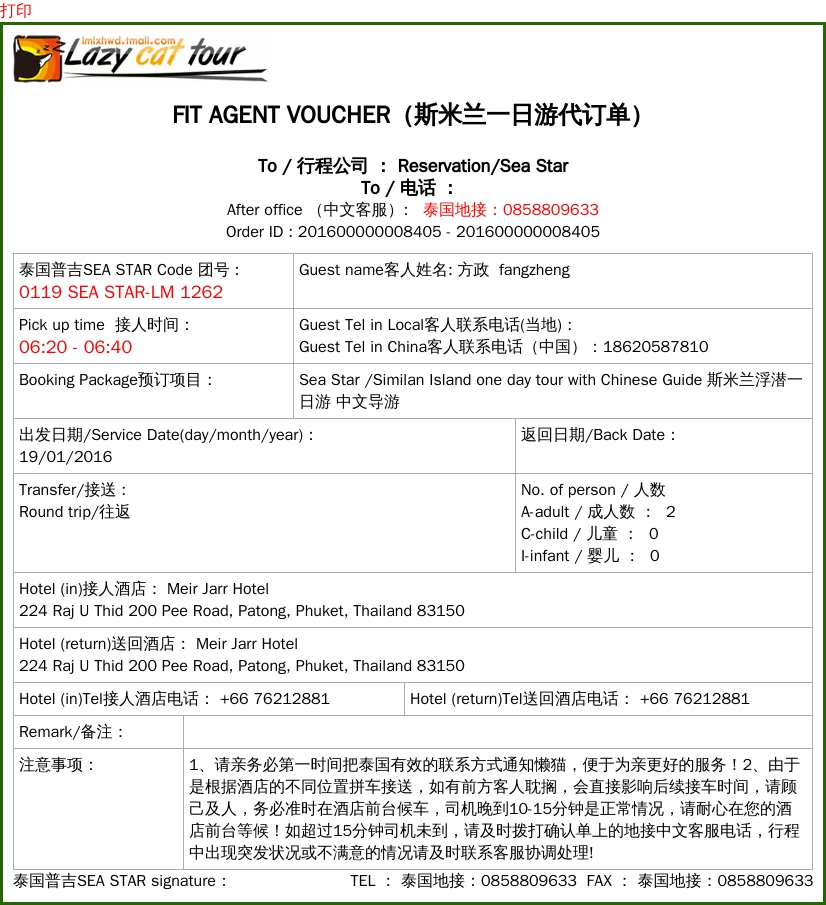 打印
lmlxhwd.tmall.com
Lazy cat tour
FIT AGENT VOUCHER（斯米兰一日游代订单）
To / 行程公司 ： Reservation/Sea Star
To / 电话 ：
After office （中文客服）： 泰国地接：0858809633
Order ID : 201600000008405 - 201600000008405
泰国普吉SEA STAR Code 团号：
0119 SEA STAR-LM 1262
Guest name客人姓名: 方政 fangzheng
Pick up time 接人时间：
06:20 - 06:40
Guest Tel in Local客人联系电话(当地)：
Guest Tel in China客人联系电话（中国）：18620587810
Booking Package预订项目：
Sea Star /Similan Island one day tour with Chinese Guide 斯米兰浮潜一
日游 中文导游
出发日期/Service Date(day/month/year)：
19/01/2016
返回日期/Back Date：
Transfer/接送：
Round trip/往返
No. of person / 人数
A-adult / 成人数 ： 2
C-child / 儿童 ： 0
I-infant / 婴儿 ： 0
Hotel (in)接人酒店： Meir Jarr Hotel
224 Raj U Thid 200 Pee Road, Patong, Phuket, Thailand 83150
Hotel (return)送回酒店： Meir Jarr Hotel
224 Raj U Thid 200 Pee Road, Patong, Phuket, Thailand 83150
Hotel (in)Tel接人酒店电话： +66 76212881
Hotel (return)Tel送回酒店电话： +66 76212881
Remark/备注：
注意事项：
1、请亲务必第一时间把泰国有效的联系方式通知懒猫，便于为亲更好的服务！2、由于
是根据酒店的不同位置拼车接送，如有前方客人耽搁，会直接影响后续接车时间，请顾
己及人，务必准时在酒店前台候车，司机晚到10-15分钟是正常情况，请耐心在您的酒
店前台等候！如超过15分钟司机未到，请及时拨打确认单上的地接中文客服电话，行程
中出现突发状况或不满意的情况请及时联系客服协调处理!
泰国普吉SEA STAR signature：
TEL ： 泰国地接：0858809633 FAX ： 泰国地接：0858809633